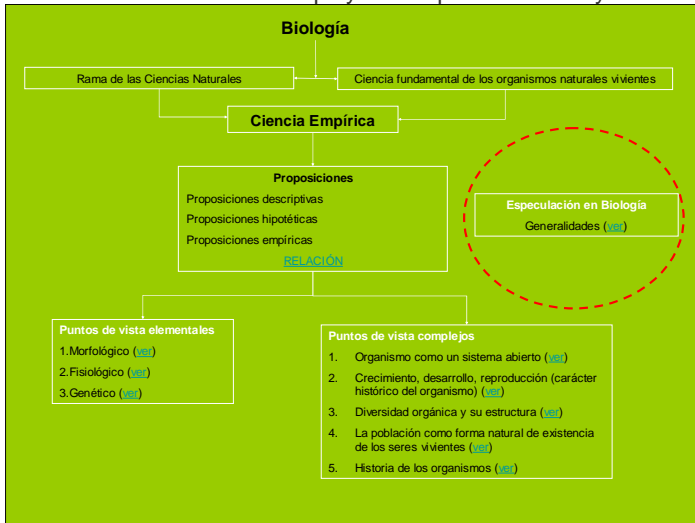 Biología
Rama de las Ciencias Naturales
Ciencia fundamental de los organismos naturales vivientes
Ciencia Empírica
Proposiciones
Proposiciones descriptivas
Proposiciones hipotéticas
Proposiciones empíricas
RELACIÓN
Especulación en Biología
Generalidades (ver)
Puntos de vista elementales
1.Morfológico (ver)
2.Fisiológico (ver)
3.Genético (ver)
Puntos de vista complejos
1. Organismo como un sistema abierto (ver)
2. Crecimiento, desarrollo, reproducción (carácter
histórico del organismo) (ver)
3. Diversidad orgánica y su estructura (ver)
4. La población como forma natural de existencia
de los seres vivientes (ver)
5. Historia de los organismos (ver)